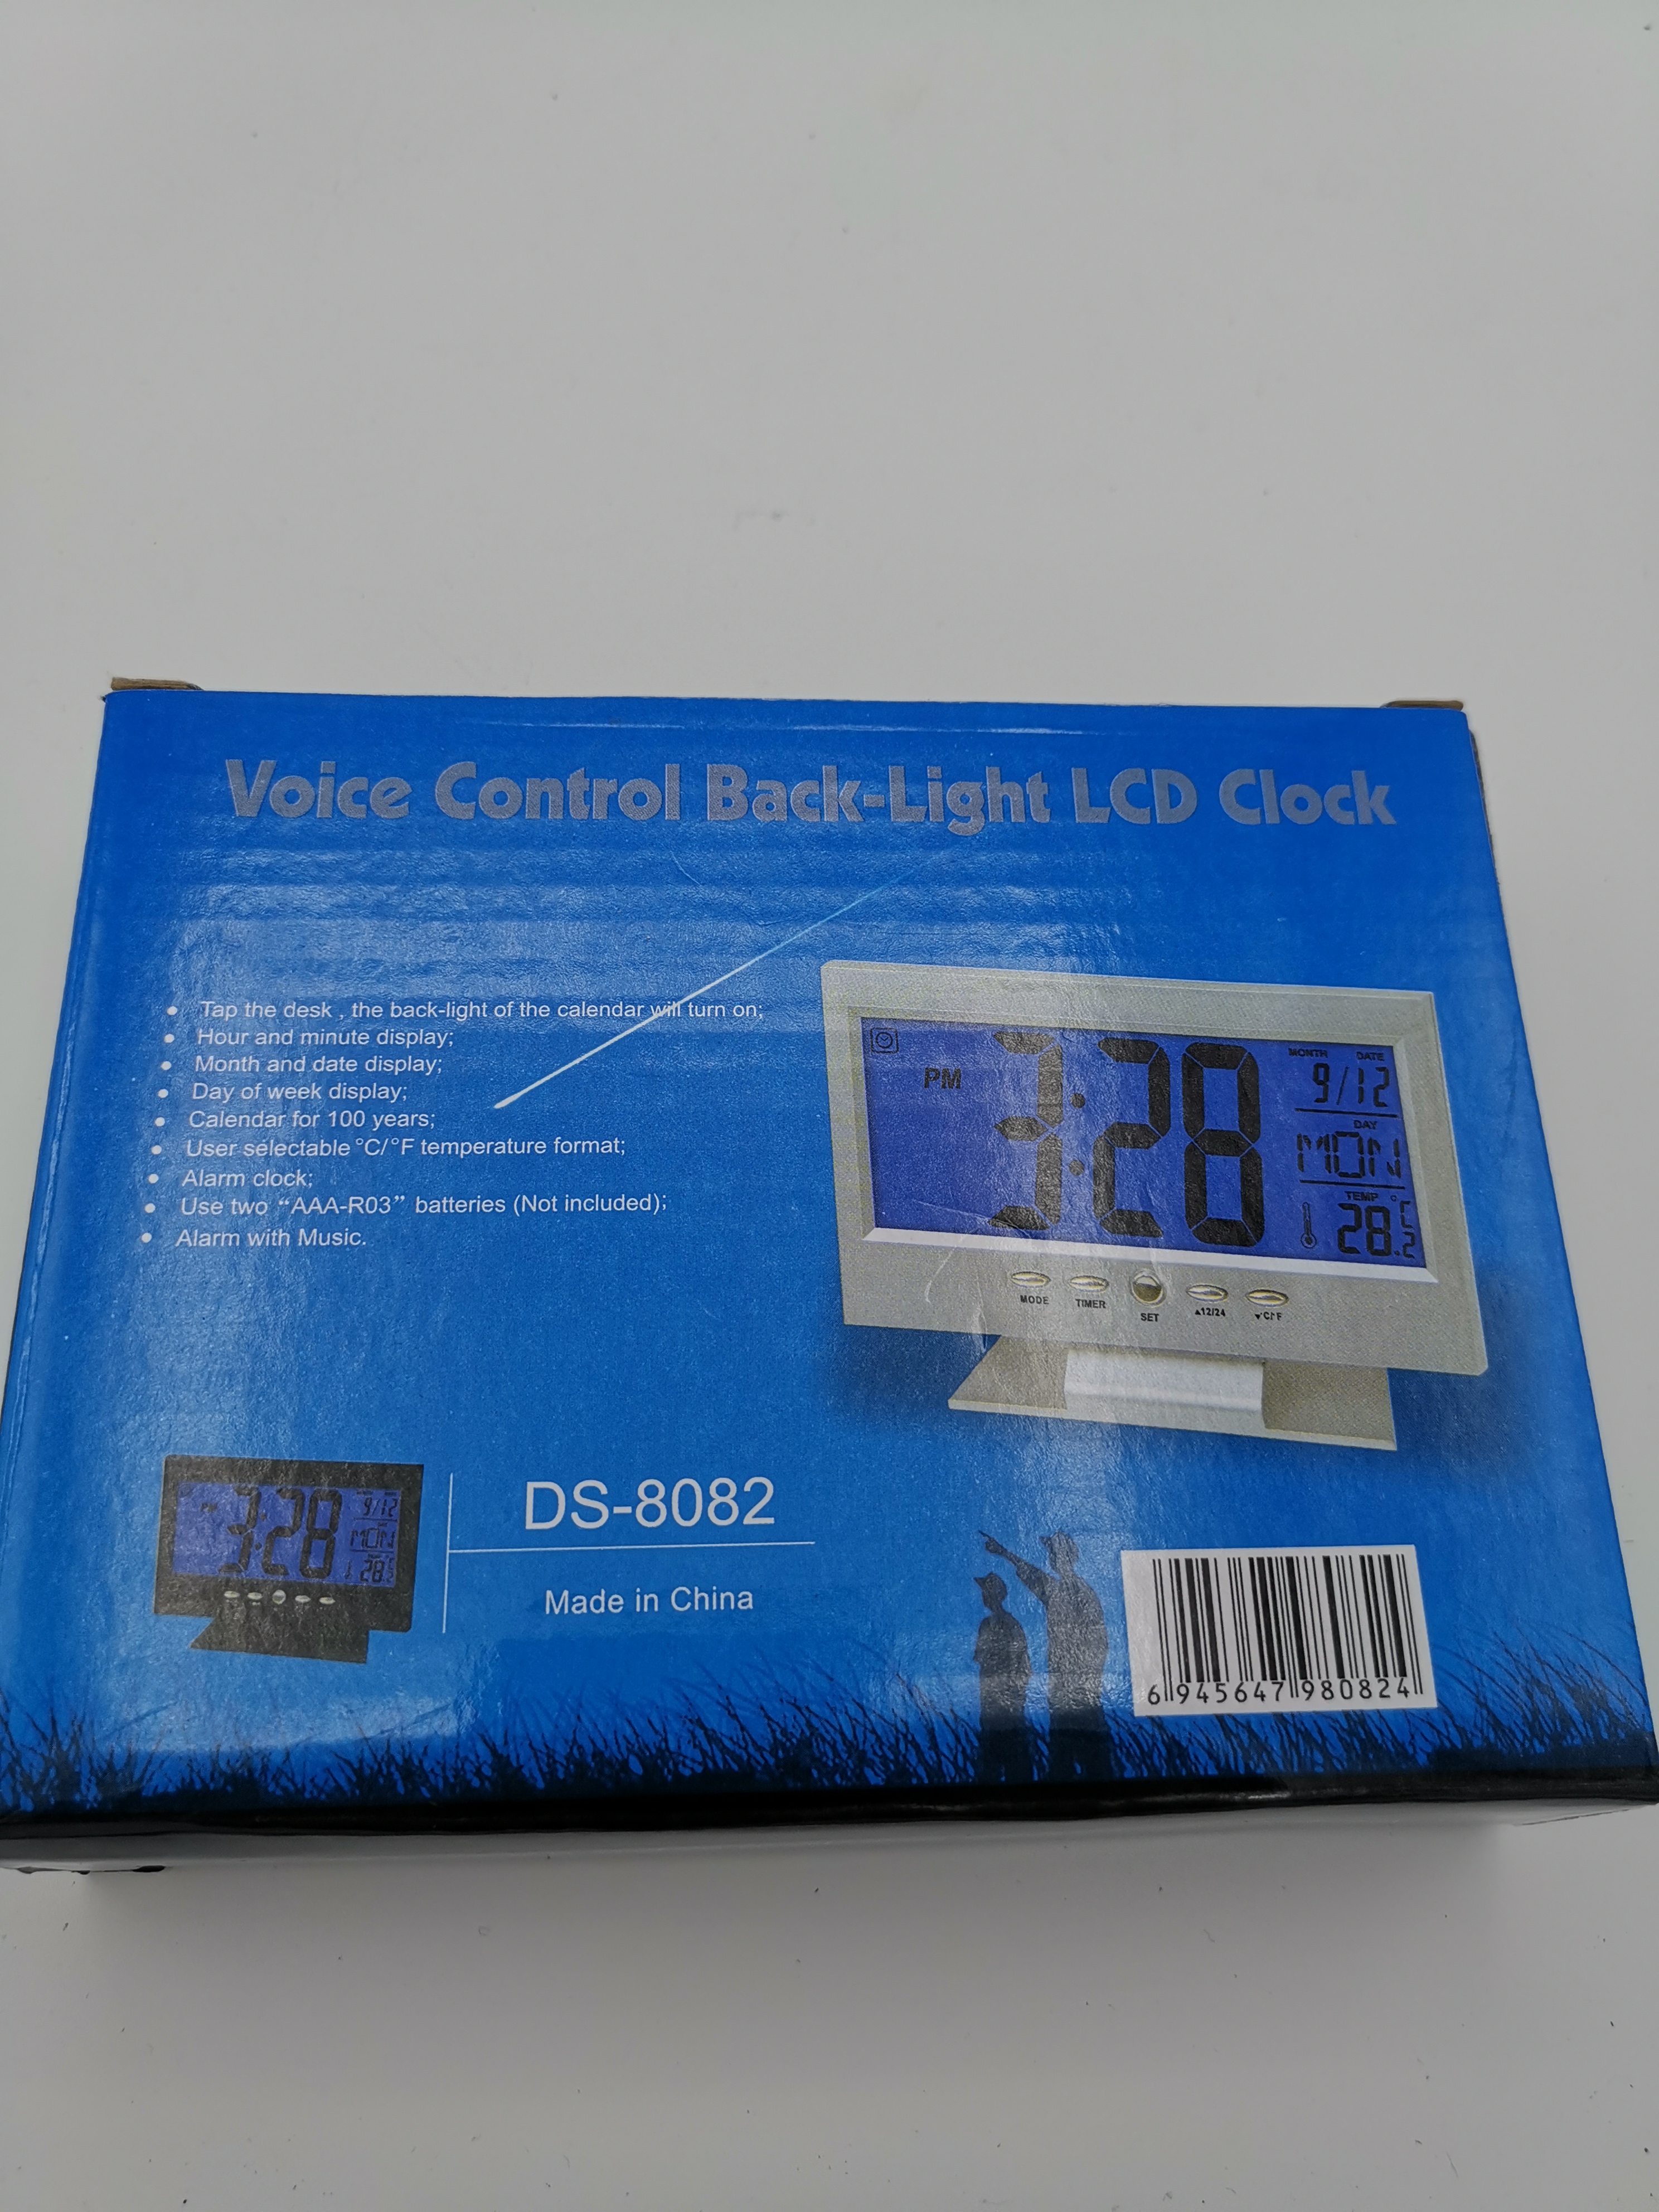 Voice Control Back-Light LCD Clock
• Tap the desk , the back-light of the calendar will turn on;
• Hour and minute display;
• Month and date display;
• Day of week display;
• Calendar for 100 years;
• User selectable °C/°F temperature format;
• Alarm clock;
• Use two “AAA-R03” batteries (Not included);
• Alarm with Music.
MONTH DATE
PM 3:28 9/12
DAY
MON
TEMP
28.2 °C
MODE TIMER SET ▲12/24 ▼°C/°F
3:28 9/12
MON
DS-8082
Made in China
6 945647 980824